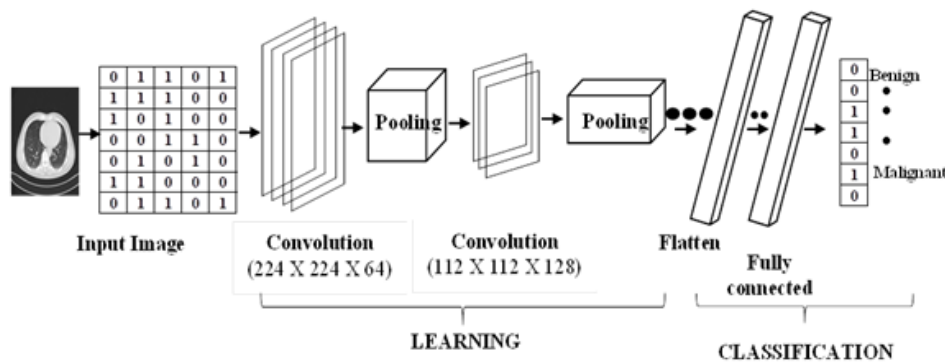 0 1 1 0 1
1 1 1 0 0
1 0 1 0 0
0 0 1 1 0
0 1 0 1 0
1 1 0 0 0
0 1 1 0 1
Input Image
Convolution
(224 X 224 X 64)
Pooling
Convolution
(112 X 112 X 128)
Pooling
LEARNING
Flatten
Fully
connected
0
0
1
1
0
1
0
Benign
Malignant
CLASSIFICATION